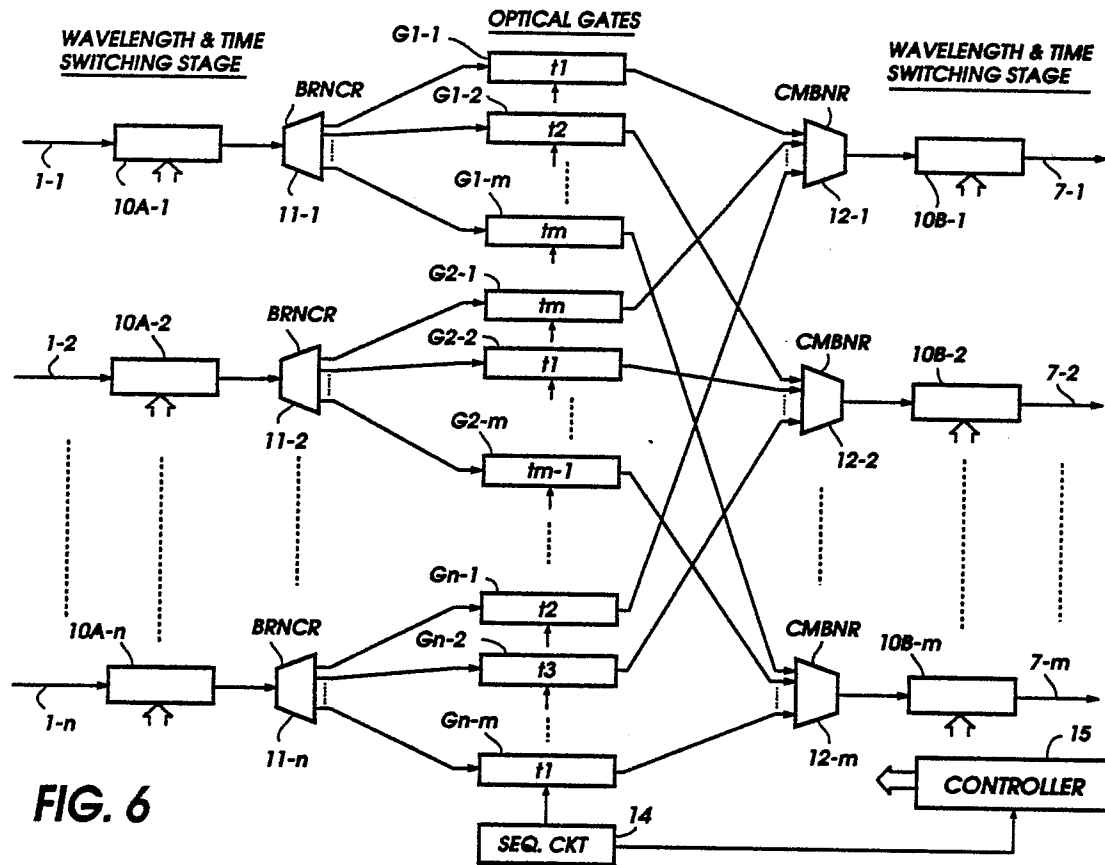 WAVELENGTH & TIME
SWITCHING STAGE
OPTICAL GATES
WAVELENGTH & TIME
SWITCHING STAGE
G1-1
t1
BRNCR
G1-2
t2
CMBNR
1-1
10A-1
11-1
G1-m
tm
12-1
10B-1
7-1
G2-1
tm
10A-2
BRNCR
G2-2
t1
CMBNR
10B-2
1-2
7-2
11-2
G2-m
tm-1
12-2
Gn-1
t2
10A-n
BRNCR
Gn-2
t3
CMBNR
10B-m
7-m
1-n
11-n
Gn-m
t1
12-m
15
CONTROLLER
FIG. 6
14
SEQ. CKT